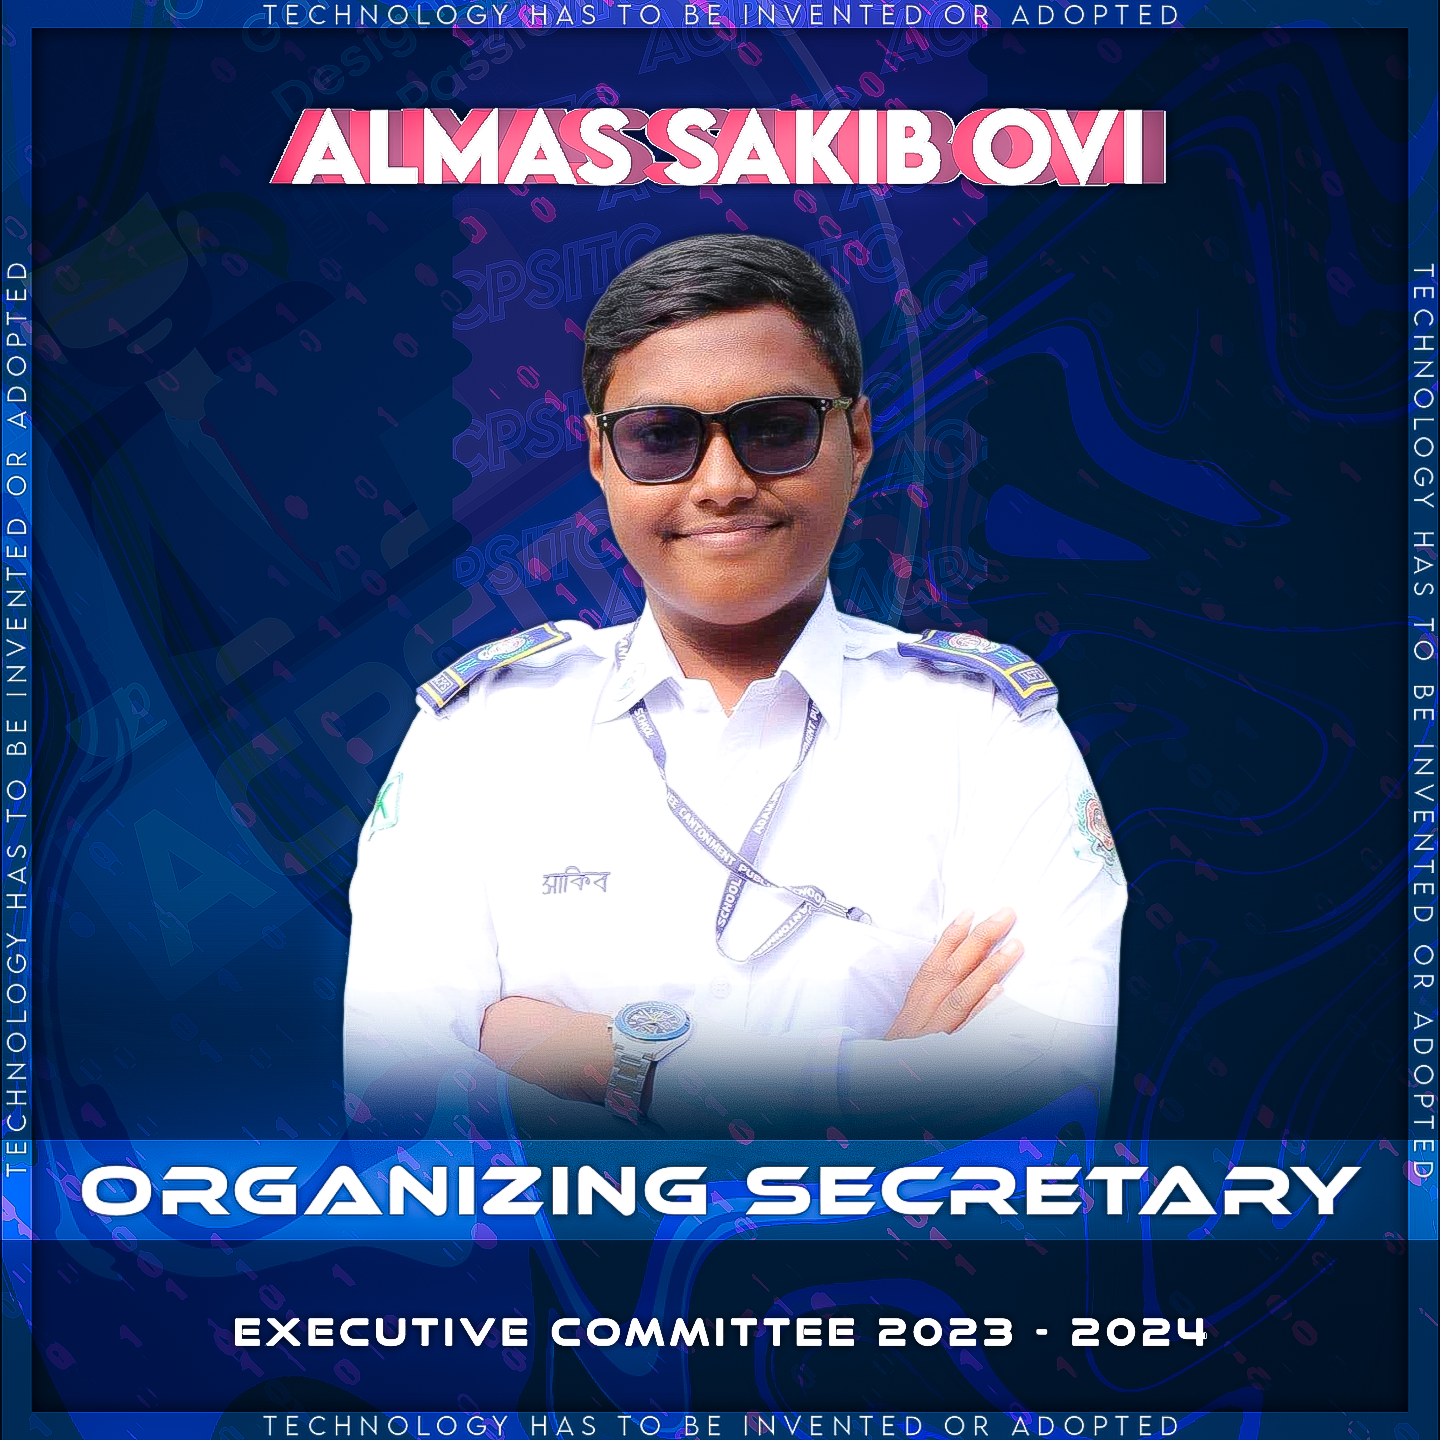 TECHNOLOGY HAS TO BE INVENTED OR ADOPTED
ALMAS SAKIB OVI
TECHNOLOGY HAS TO BE INVENTED OR ADOPTED
TECHNOLOGY HAS TO BE INVENTED OR ADOPTED
সাকিব
ORGANIZING SECRETARY
EXECUTIVE COMMITTEE 2023 - 2024
TECHNOLOGY HAS TO BE INVENTED OR ADOPTED